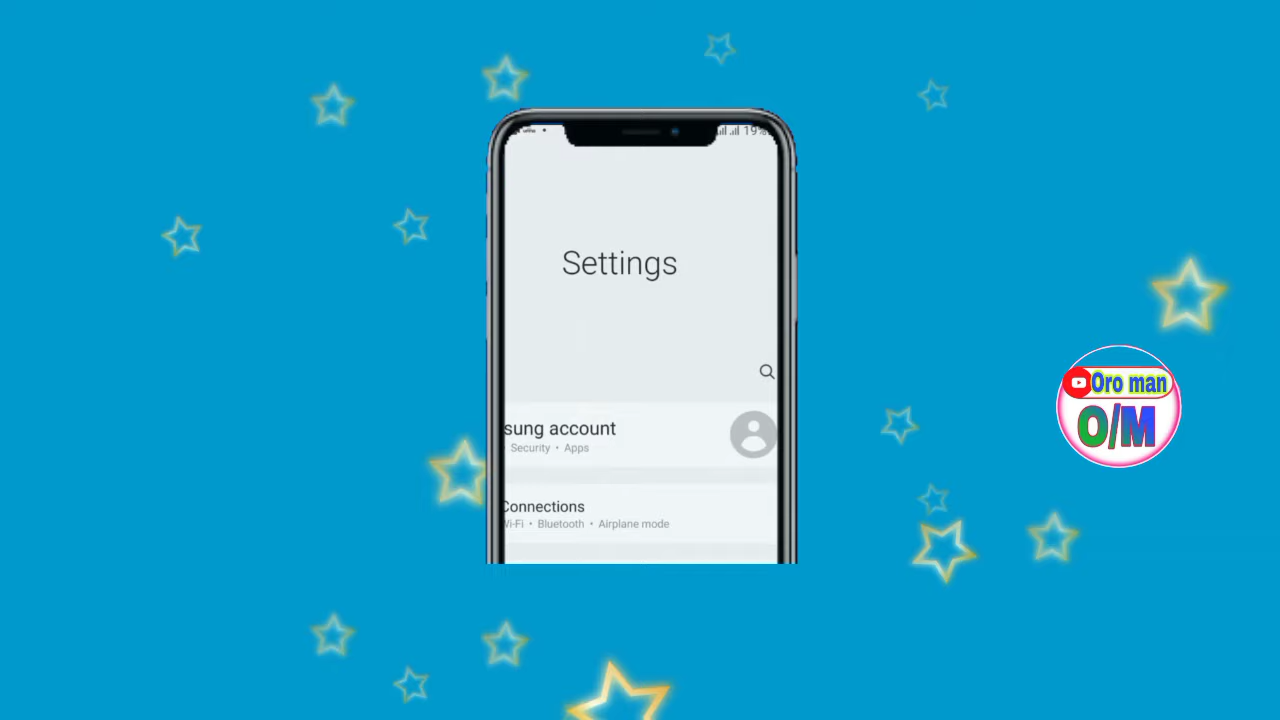 19%
Settings
sung account
Security • Apps
Connections
Wi-Fi • Bluetooth • Airplane mode
Oro man
O/M